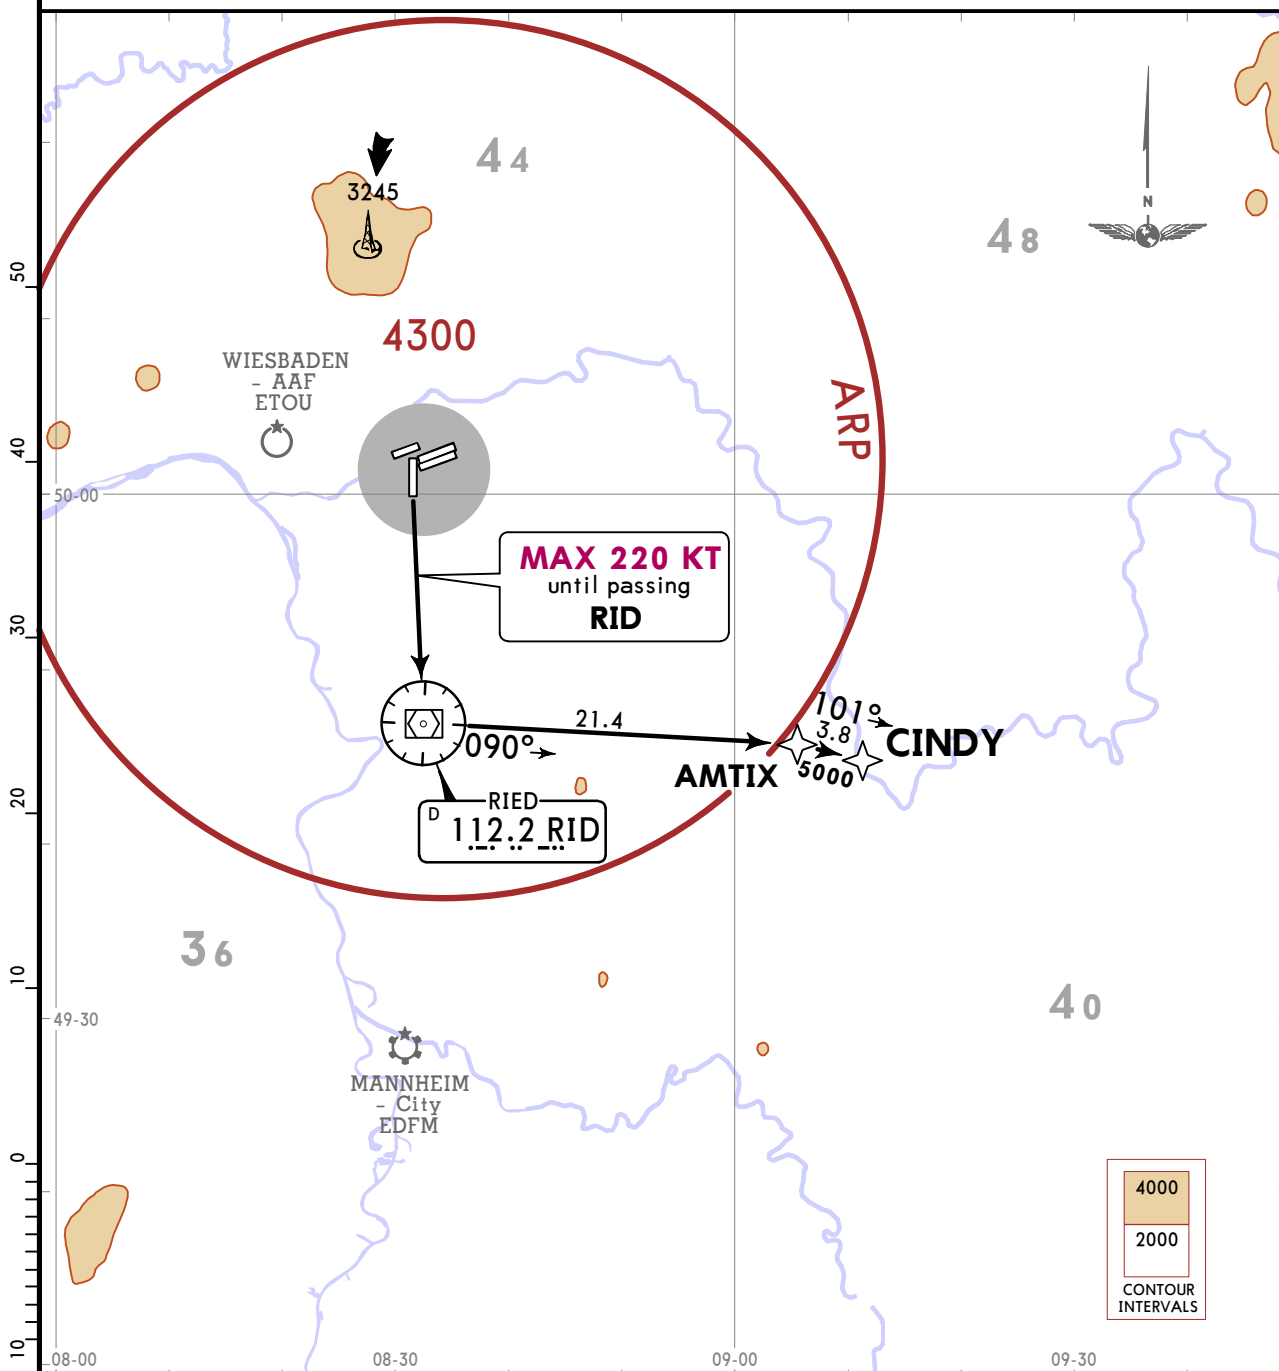 44
3245
N
48
50
4300
WIESBADEN
- AAF
ETOU
ARP
40
50-00
MAX 220 KT
until passing
RID
30
101°
3.8
21.4
CINDY
090°
AMTIX
5000
RIED
D
112.2 RID
20
36
10
40
49-30
MANNHEIM
- City
EDFM
0
4000
2000
CONTOUR
INTERVALS
10
08-00
08-30
09-00
09-30